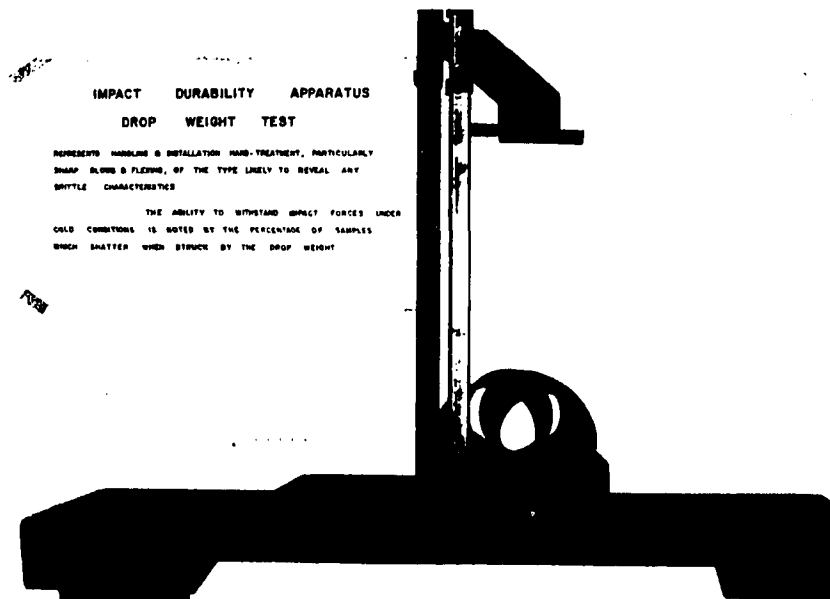 IMPACT DURABILITY APPARATUS
DROP WEIGHT TEST
REPRESENTS HANDLING & INSTALLATION HARD-TREATMENT, PARTICULARLY
SHARP BLOWS & FLEXING, OF THE TYPE LIKELY TO REVEAL ANY
BRITTLE CHARACTERISTICS
THE ABILITY TO WITHSTAND IMPACT FORCES UNDER
COLD CONDITIONS IS NOTED BY THE PERCENTAGE OF SAMPLES
WHICH SHATTER WHEN STRUCK BY THE DROP WEIGHT